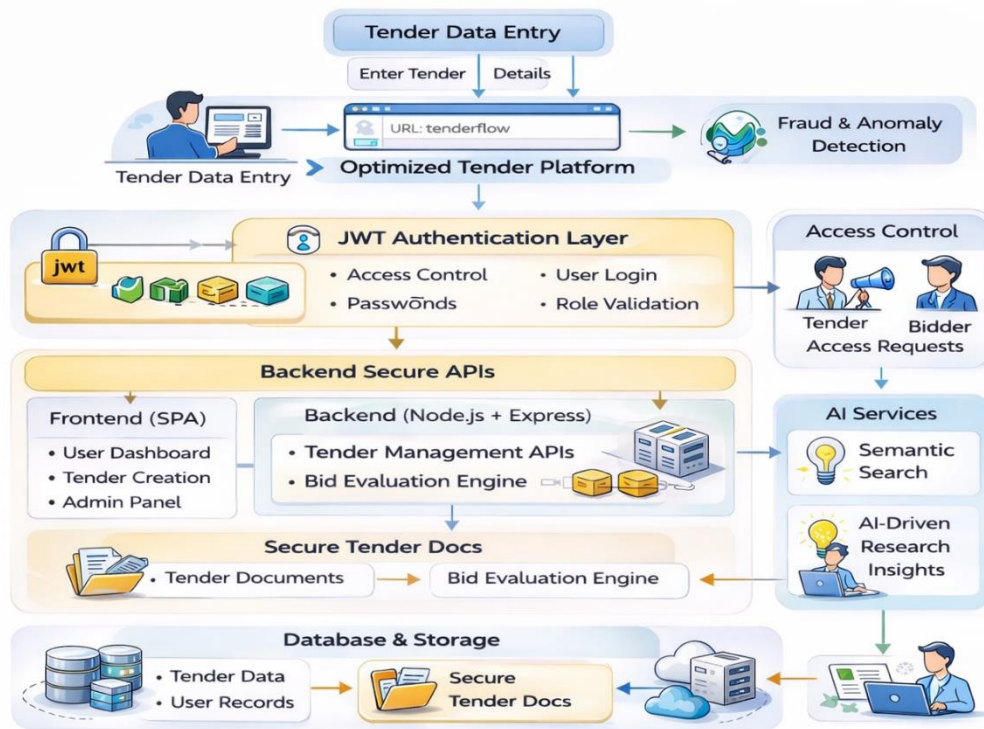 Tender Data Entry
Enter Tender
Details
URL: tenderflow
Fraud & Anomaly
Detection
Tender Data Entry
Optimized Tender Platform
jwt
JWT Authentication Layer
• Access Control
• User Login
• Passwōnds
• Role Validation
Access Control
Tender
Bidder
Access Requests
Backend Secure APIs
Frontend (SPA)
• User Dashboard
• Tender Creation
• Admin Panel
Backend (Node.js + Express)
• Tender Management APIs
• Bid Evaluation Engine
AI Services
Semantic
Search
AI-Driven
Research
Insights
Secure Tender Docs
• Tender Documents
Bid Evaluation Engine
Database & Storage
• Tender Data
• User Records
Secure
Tender Docs